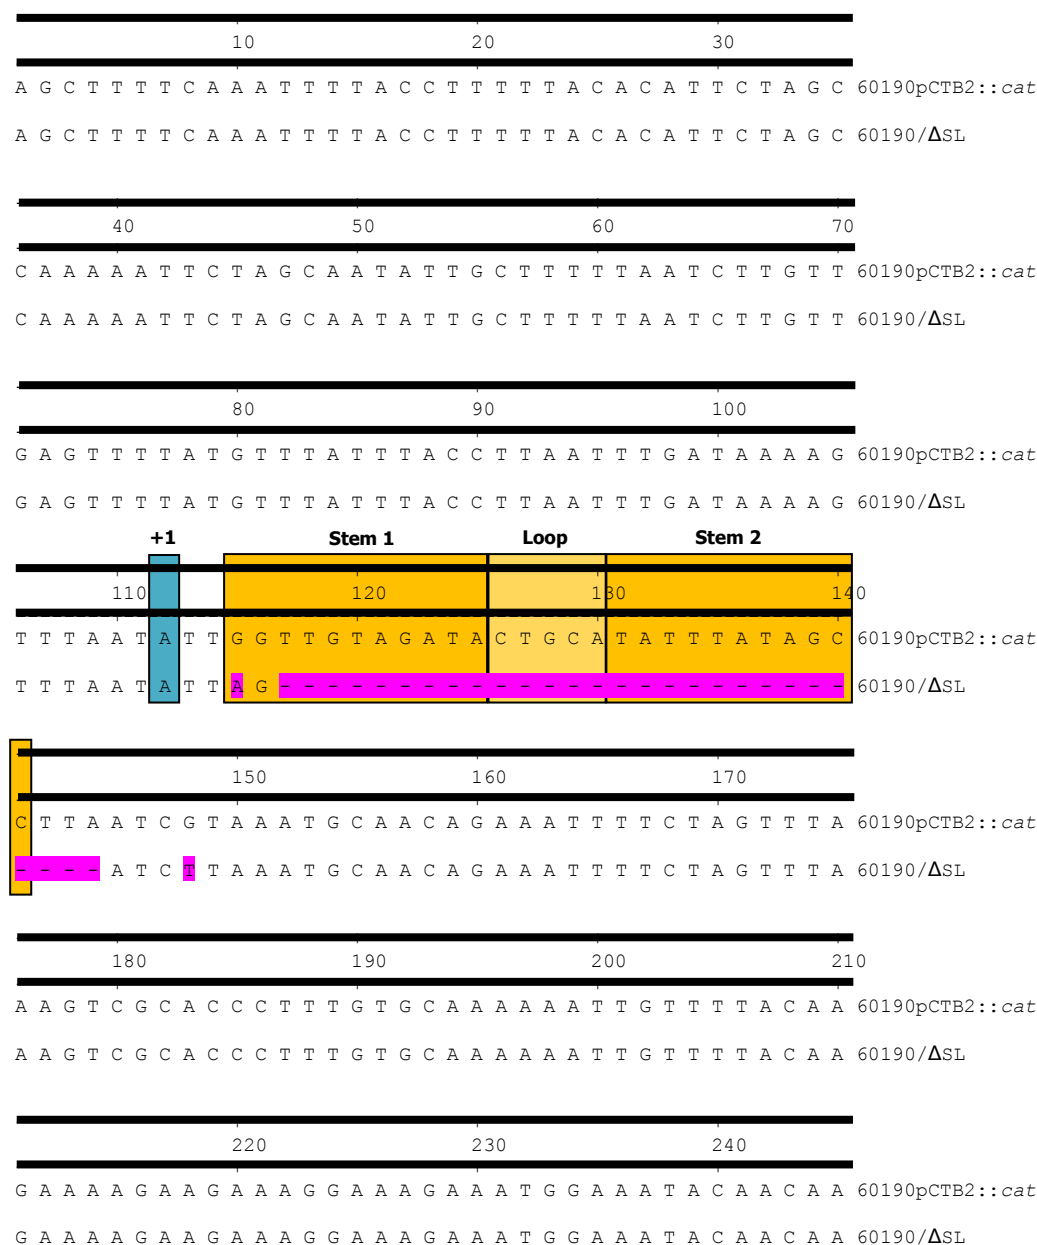 10 20 30
A G C T T T T C A A A T T T T A C C T T T T T A C A C A T T C T A G C 60190pCTB2::cat
A G C T T T T C A A A T T T T A C C T T T T T A C A C A T T C T A G C 60190/ΔSL
40 50 60 70
C A A A A A T T C T A G C A A T A T T G C T T T T T A A T C T T G T T 60190pCTB2::cat
C A A A A A T T C T A G C A A T A T T G C T T T T T A A T C T T G T T 60190/ΔSL
80 90 100
G A G T T T T A T G T T T A T T T A C C T T A A T T T G A T A A A A G 60190pCTB2::cat
G A G T T T T A T G T T T A T T T A C C T T A A T T T G A T A A A A G 60190/ΔSL
+1 Stem 1 Loop Stem 2
110 120 130 140
T T T A A T A T T G G T T G T A G A T A C T G C A T A T T T A T A G C 60190pCTB2::cat
T T T A A T A T T A G - - - - - - - - - - - - - - - - - - - - - - - - 60190/ΔSL
150 160 170
C T T A A T C G T A A A T G C A A C A G A A A T T T T C T A G T T T A 60190pCTB2::cat
- - - - A T C T T A A A T G C A A C A G A A A T T T T C T A G T T T A 60190/ΔSL
180 190 200 210
A A G T C G C A C C C T T T G T G C A A A A A A T T G T T T T A C A A 60190pCTB2::cat
A A G T C G C A C C C T T T G T G C A A A A A A T T G T T T T A C A A 60190/ΔSL
220 230 240
G A A A A G A A G A A A G G A A A G A A A T G G A A A T A C A A C A A 60190pCTB2::cat
G A A A A G A A G A A A G G A A A G A A A T G G A A A T A C A A C A A 60190/ΔSL